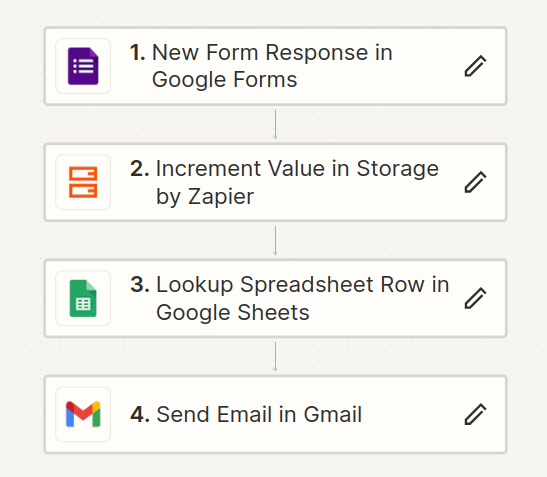 1. New Form Response in
Google Forms
2. Increment Value in Storage
by Zapier
3. Lookup Spreadsheet Row in
Google Sheets
4. Send Email in Gmail